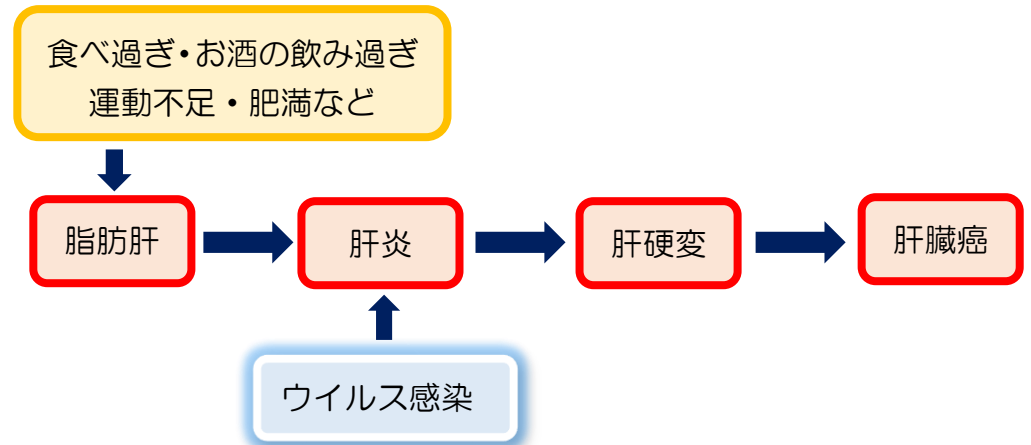 食べ過ぎ・お酒の飲み過ぎ
運動不足・肥満など
脂肪肝
肝炎
肝硬変
肝臓癌
ウイルス感染